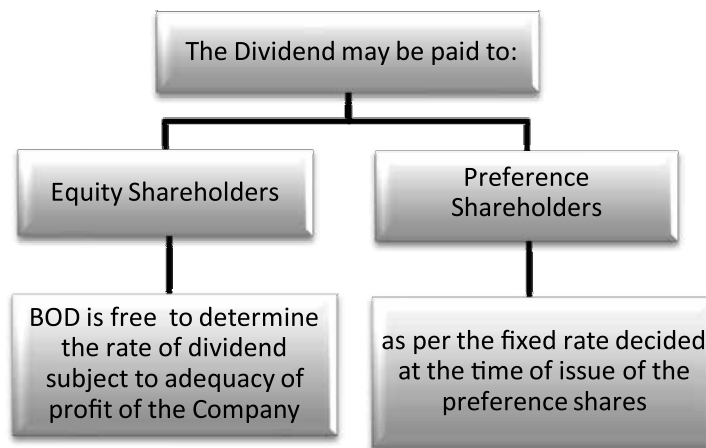 The Dividend may be paid to:
Equity Shareholders
Preference
Shareholders
BOD is free to determine
the rate of dividend
subject to adequacy of
profit of the Company
as per the fixed rate decided
at the time of issue of the
preference shares